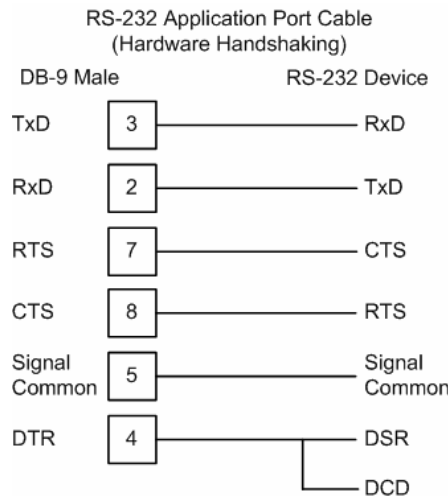 RS-232 Application Port Cable
(Hardware Handshaking)
DB-9 Male RS-232 Device
TxD 3 RxD
RxD 2 TxD
RTS 7 CTS
CTS 8 RTS
Signal Common 5 Signal Common
DTR 4 DSR
DCD